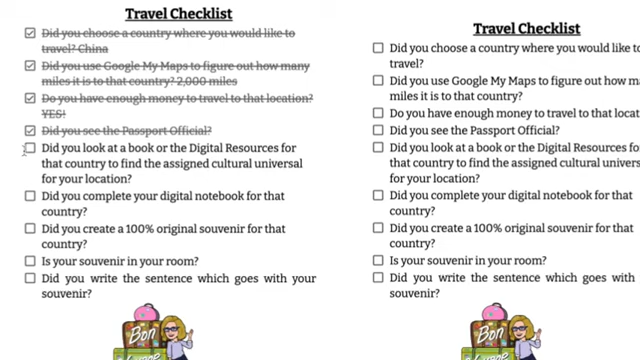 Travel Checklist
Did you choose a country where you would like to
travel? China
Did you use Google My Maps to figure out how many
miles it is to that country? 2,000 miles
Do you have enough money to travel to that location?
YES!
Did you see the Passport Official?
Did you look at a book or the Digital Resources for
that country to find the assigned cultural universal
for your location?
Did you complete your digital notebook for that
country?
Did you create a 100% original souvenir for that
country?
Is your souvenir in your room?
Did you write the sentence which goes with your
souvenir?
Bon
Travel Checklist
Did you choose a country where you would like to
travel?
Did you use Google My Maps to figure out how
miles it is to that country?
Do you have enough money to travel to that
Did you see the Passport Official?
Did you look at a book or the Digital Resources
that country to find the assigned cultural
for your location?
Did you complete your digital notebook for that
country?
Did you create a 100% original souvenir for that
country?
Is your souvenir in your room?
Did you write the sentence which goes with
souvenir?
Bon